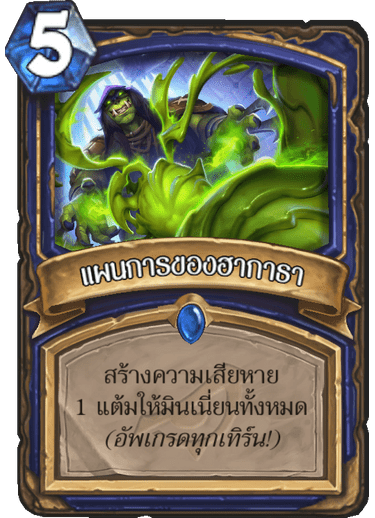 5
แผนการของฮากาธา
สร้างความเสียหาย
1 แต้มให้มินเนี่ยนทั้งหมด
(อัพเกรดทุกเทิร์น!)